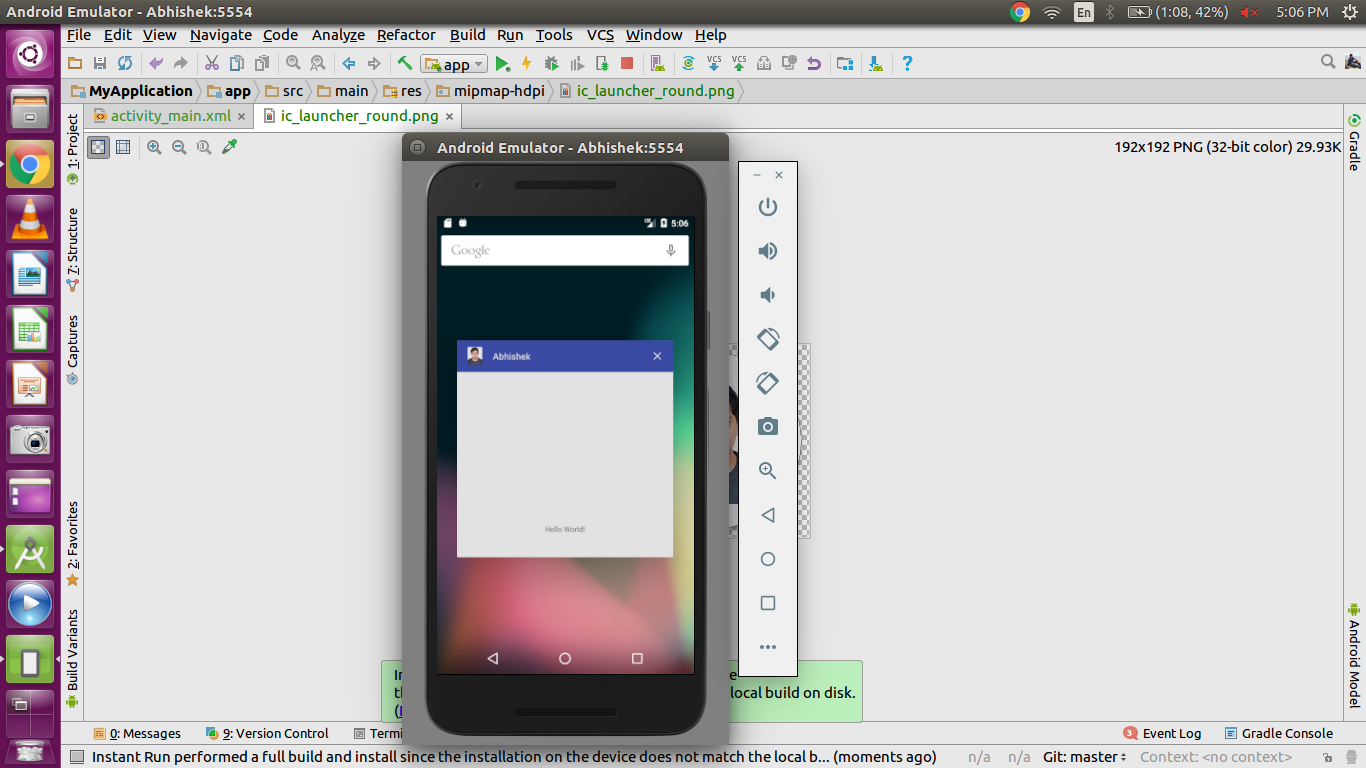 Android Emulator - Abhishek:5554
En
(1:08, 42%)
5:06 PM
File Edit View Navigate Code Analyze Refactor Build Run Tools VCS Window Help
app
VCS VCS
?
MyApplication app src main res mipmap-hdpi ic_launcher_round.png
activity_main.xml × ic_launcher_round.png ×
192x192 PNG (32-bit color) 29.93K
1: Project
7: Structure
Captures
2: Favorites
Build Variants
Android Emulator - Abhishek:5554
5:06
Google
Abhishek
Hello World!
Gradle
Android Model
In
e
th
local build on disk.
(
0: Messages 9: Version Control Termi
3 Event Log Gradle Console
Instant Run performed a full build and install since the installation on the device does not match the local b... (moments ago)
n/a n/a Git: master Context: <no context>